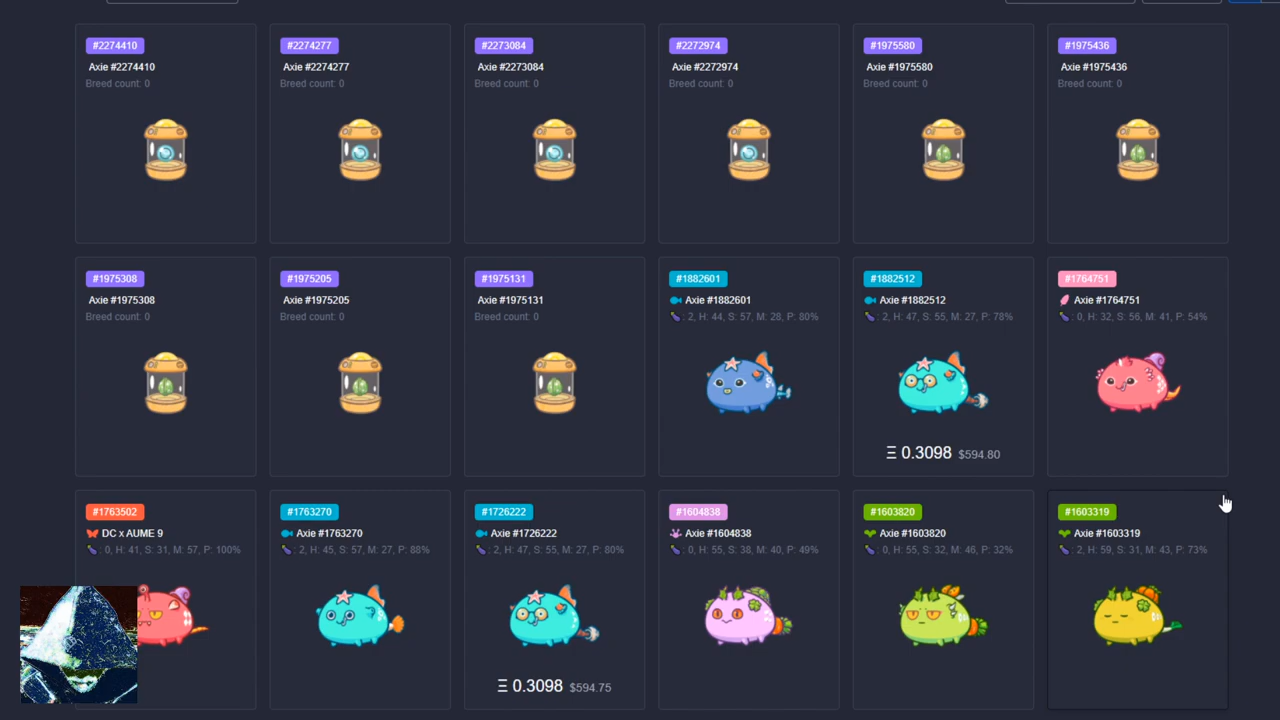 #2274410
Axie #2274410
Breed count: 0
#2274277
Axie #2274277
Breed count: 0
#2273084
Axie #2273084
Breed count: 0
#2272974
Axie #2272974
Breed count: 0
#1975580
Axie #1975580
Breed count: 0
#1975436
Axie #1975436
Breed count: 0
#1975308
Axie #1975308
Breed count: 0
#1975205
Axie #1975205
Breed count: 0
#1975131
Axie #1975131
Breed count: 0
#1882601
Axie #1882601
: 2, H: 44, S: 57, M: 28, P: 80%
#1882512
Axie #1882512
: 2, H: 47, S: 55, M: 27, P: 78%
Ξ 0.3098 $594.80
#1764751
Axie #1764751
: 0, H: 32, S: 56, M: 41, P: 54%
#1763502
DC x AUME 9
: 0, H: 41, S: 31, M: 57, P: 100%
#1763270
Axie #1763270
: 2, H: 45, S: 57, M: 27, P: 88%
#1726222
Axie #1726222
: 2, H: 47, S: 55, M: 27, P: 80%
Ξ 0.3098 $594.75
#1604838
Axie #1604838
: 0, H: 55, S: 38, M: 40, P: 49%
#1603820
Axie #1603820
: 0, H: 55, S: 32, M: 46, P: 32%
#1603319
Axie #1603319
: 2, H: 59, S: 31, M: 43, P: 73%